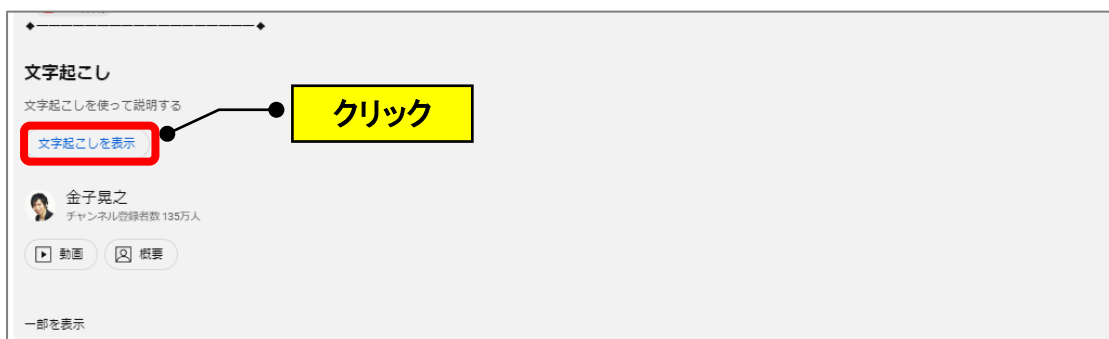 ◆――――――――――――――――――◆
文字起こし
文字起こしを使って説明する
クリック
文字起こしを表示
金子晃之
チャンネル登録者数 135万人
動画 概要
一部を表示